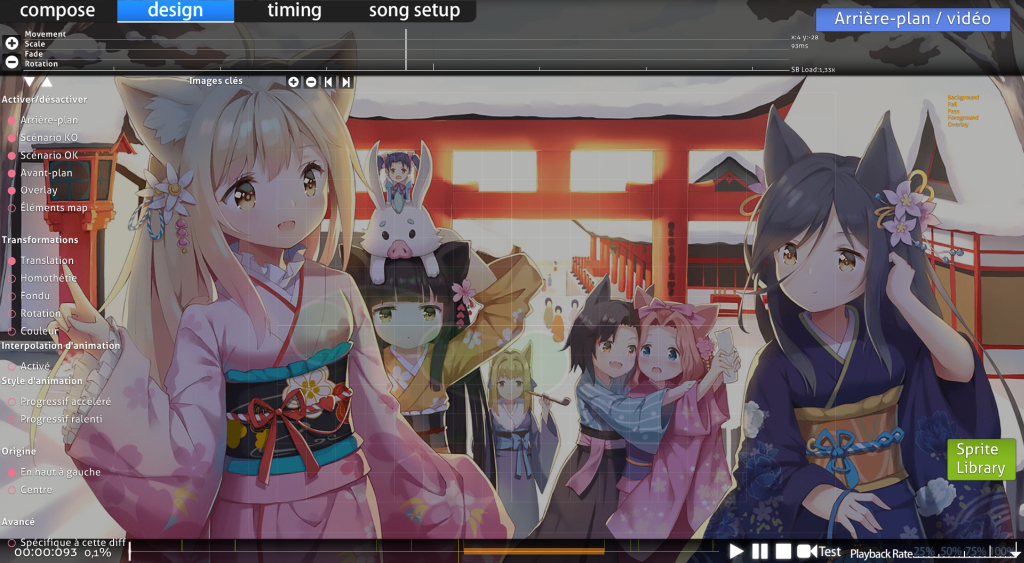 compose design timing song setup
Arrière-plan / vidéo
Movement
Scale
Fade
Rotation
x:4 y:-28
93ms
SB Load:1,33x
Images clés
Activer/désactiver
Arrière-plan
Scénario KO
Scénario OK
Avant-plan
Overlay
Éléments map
Background
Fail
Pass
Foreground
Overlay
Transformations
Translation
Homothétie
Fondu
Rotation
Couleur
Interpolation d'animation
Activé
Style d'animation
Progressif accéléré
Progressif ralenti
Origine
En haut à gauche
Centre
Sprite
Library
Avancé
Spécifique à cette diff
00:00:093 0,1%
Test Playback Rate 25% 50% 75% 100%